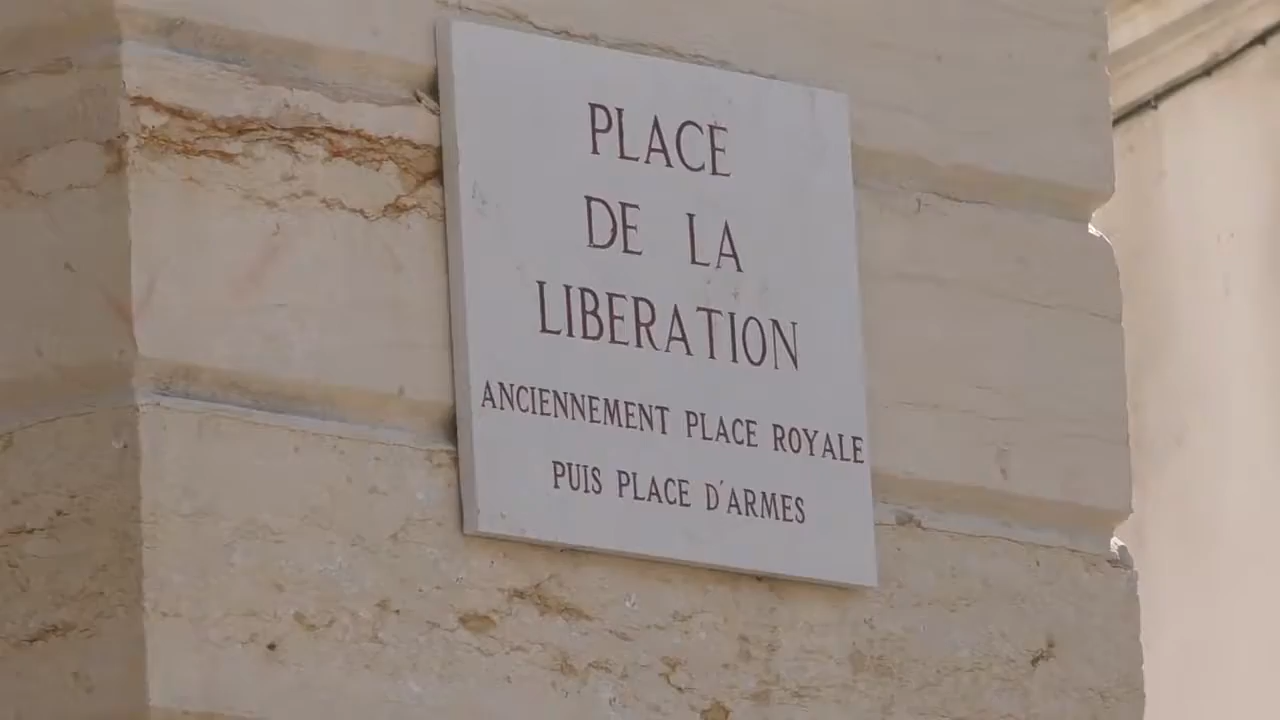 PLACE
DE LA
LIBERATION
ANCIENNEMENT PLACE ROYALE
PUIS PLACE D'ARMES